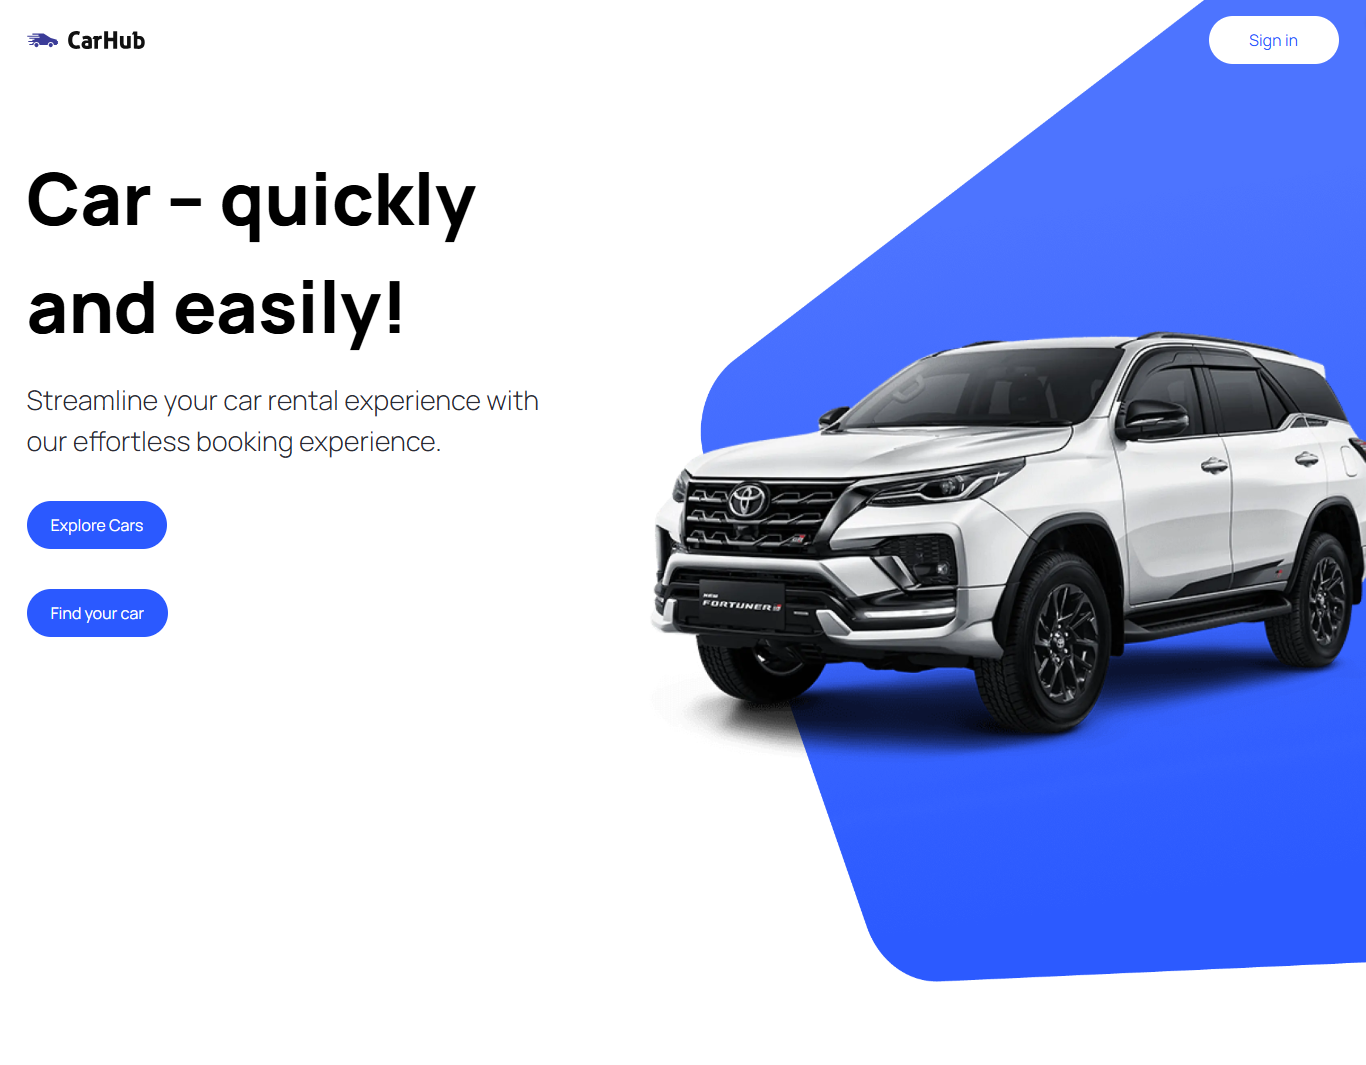 CarHub
Sign in
Car – quickly
and easily!
Streamline your car rental experience with
our effortless booking experience.
Explore Cars
Find your car
NEW
FORTUNER